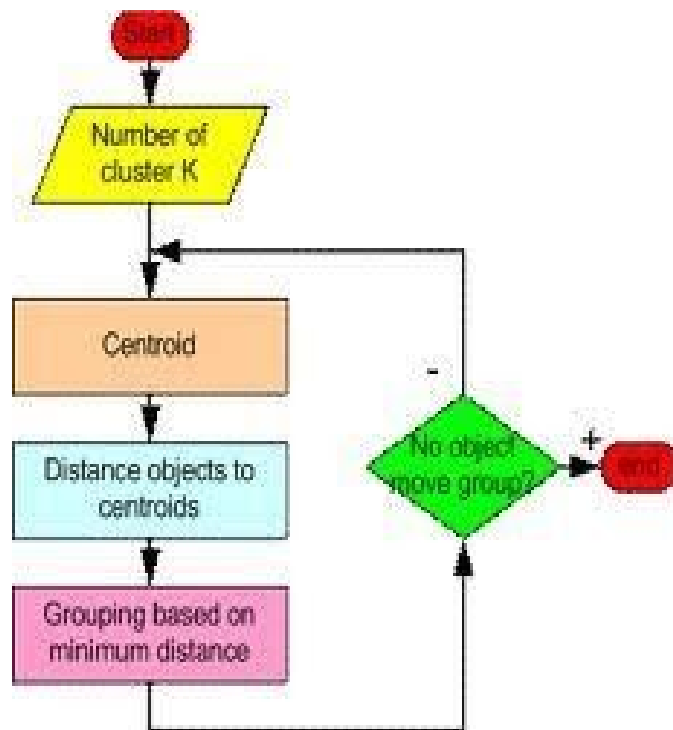 Start
Number of
cluster K
Centroid
-
No object
move group?
+
end
Distance objects to
centroids
Grouping based on
minimum distance